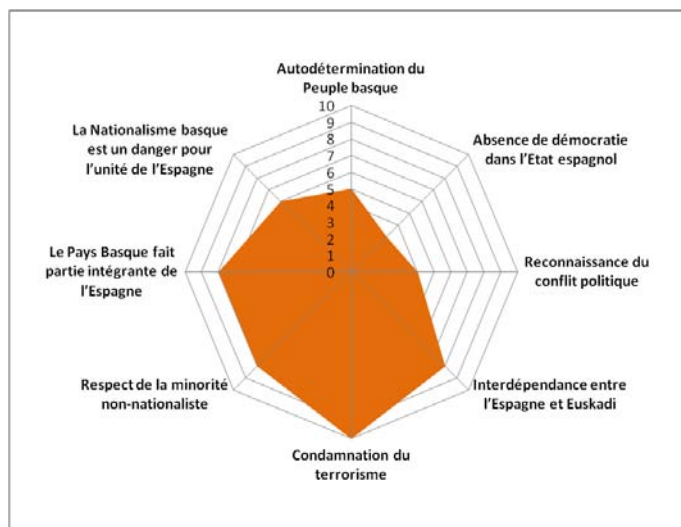 Autodétermination du
Peuple basque
10
9
8
7
6
5
4
3
2
1
0
Absence de démocratie
dans l'Etat espagnol
Reconnaissance du
conflit politique
Interdépendance entre
l'Espagne et Euskadi
Condamnation du
terrorisme
Respect de la minorité
non-nationaliste
Le Pays Basque fait
partie intégrante de
l'Espagne
La Nationalisme basque
est un danger pour
l'unité de l'Espagne